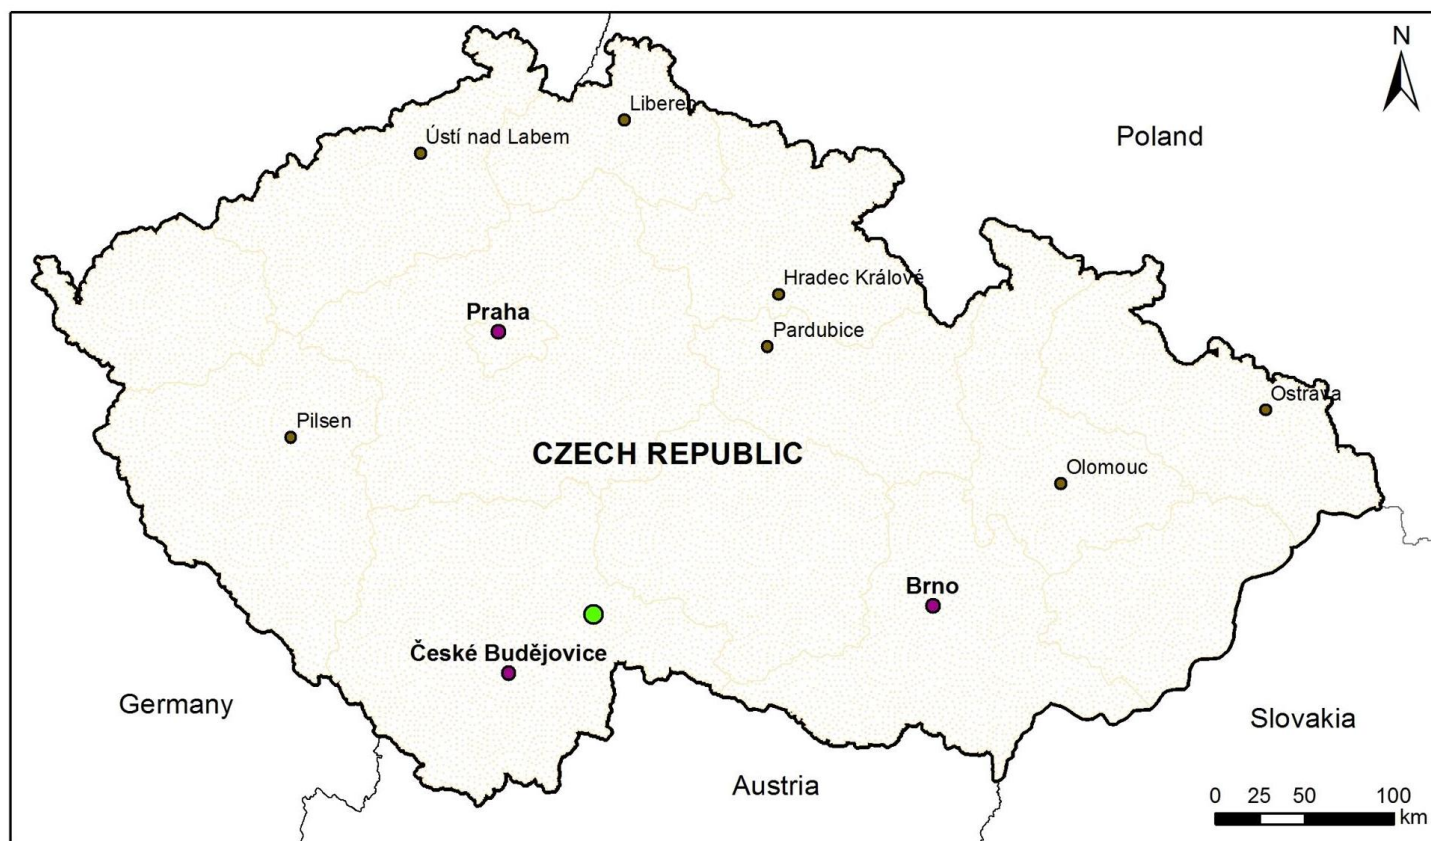 N
Liberec
Poland
Ústí nad Labem
Hradec Králové
Praha
Pardubice
Ostrava
Pilsen
CZECH REPUBLIC
Olomouc
Brno
České Budějovice
Germany
Slovakia
Austria
0 25 50 100
km